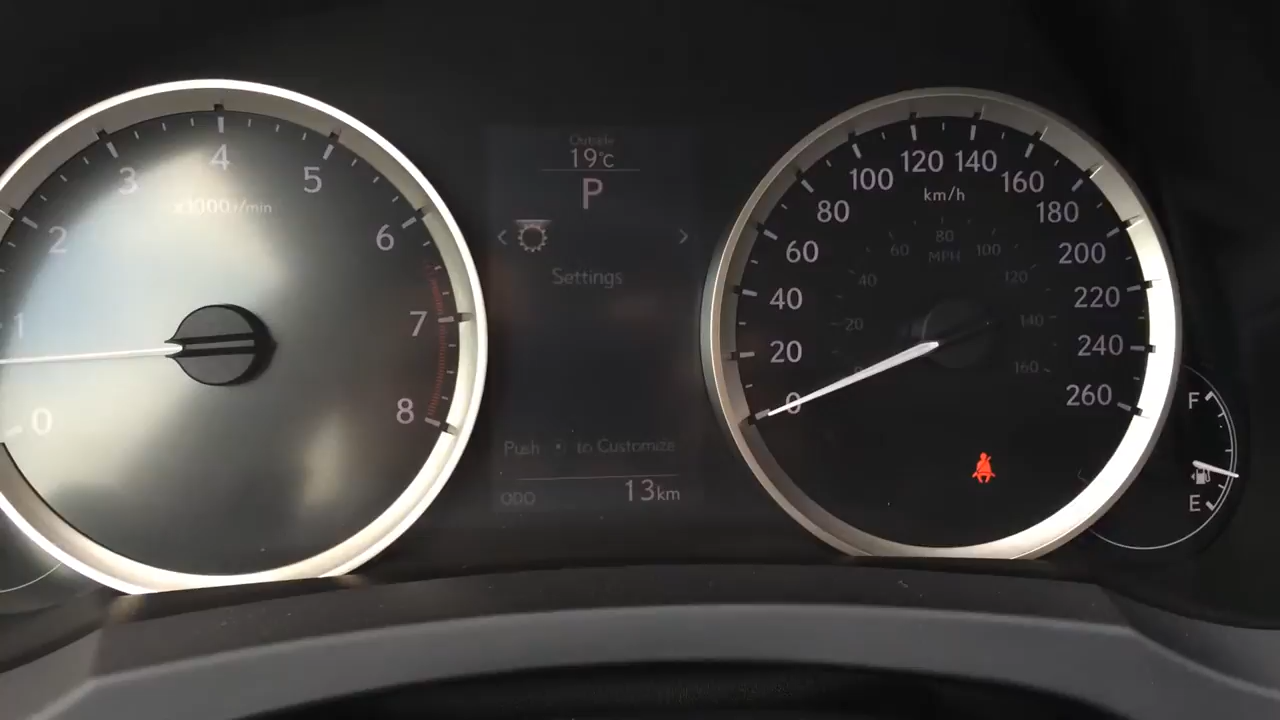 0
1
2
3
4
5
6
7
8
x1000r/min
Outside
19°C
P
Settings
Push to Customize
ODO 13km
0
20
40
60
80
100
120
140
160
180
200
220
240
260
km/h
20
40
60
80
100
120
140
160
MPH
F
E